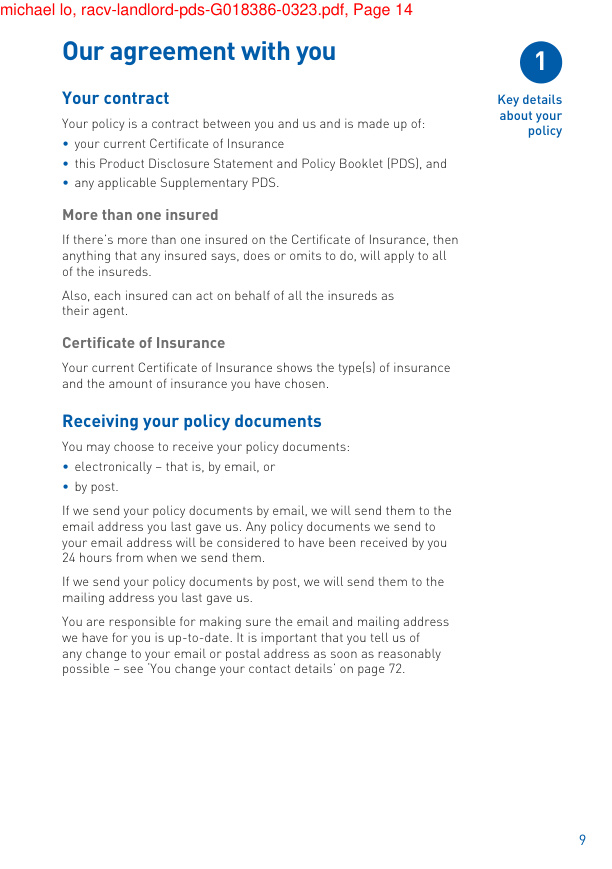 michael lo, racv-landlord-pds-G018386-0323.pdf, Page 14
Our agreement with you
1
Key details
about your
policy
Your contract
Your policy is a contract between you and us and is made up of:
• your current Certificate of Insurance
• this Product Disclosure Statement and Policy Booklet (PDS), and
• any applicable Supplementary PDS.
More than one insured
If there's more than one insured on the Certificate of Insurance, then
anything that any insured says, does or omits to do, will apply to all
of the insureds.
Also, each insured can act on behalf of all the insureds as
their agent.
Certificate of Insurance
Your current Certificate of Insurance shows the type(s) of insurance
and the amount of insurance you have chosen.
Receiving your policy documents
You may choose to receive your policy documents:
• electronically – that is, by email, or
• by post.
If we send your policy documents by email, we will send them to the
email address you last gave us. Any policy documents we send to
your email address will be considered to have been received by you
24 hours from when we send them.
If we send your policy documents by post, we will send them to the
mailing address you last gave us.
You are responsible for making sure the email and mailing address
we have for you is up-to-date. It is important that you tell us of
any change to your email or postal address as soon as reasonably
possible – see 'You change your contact details' on page 72.
9